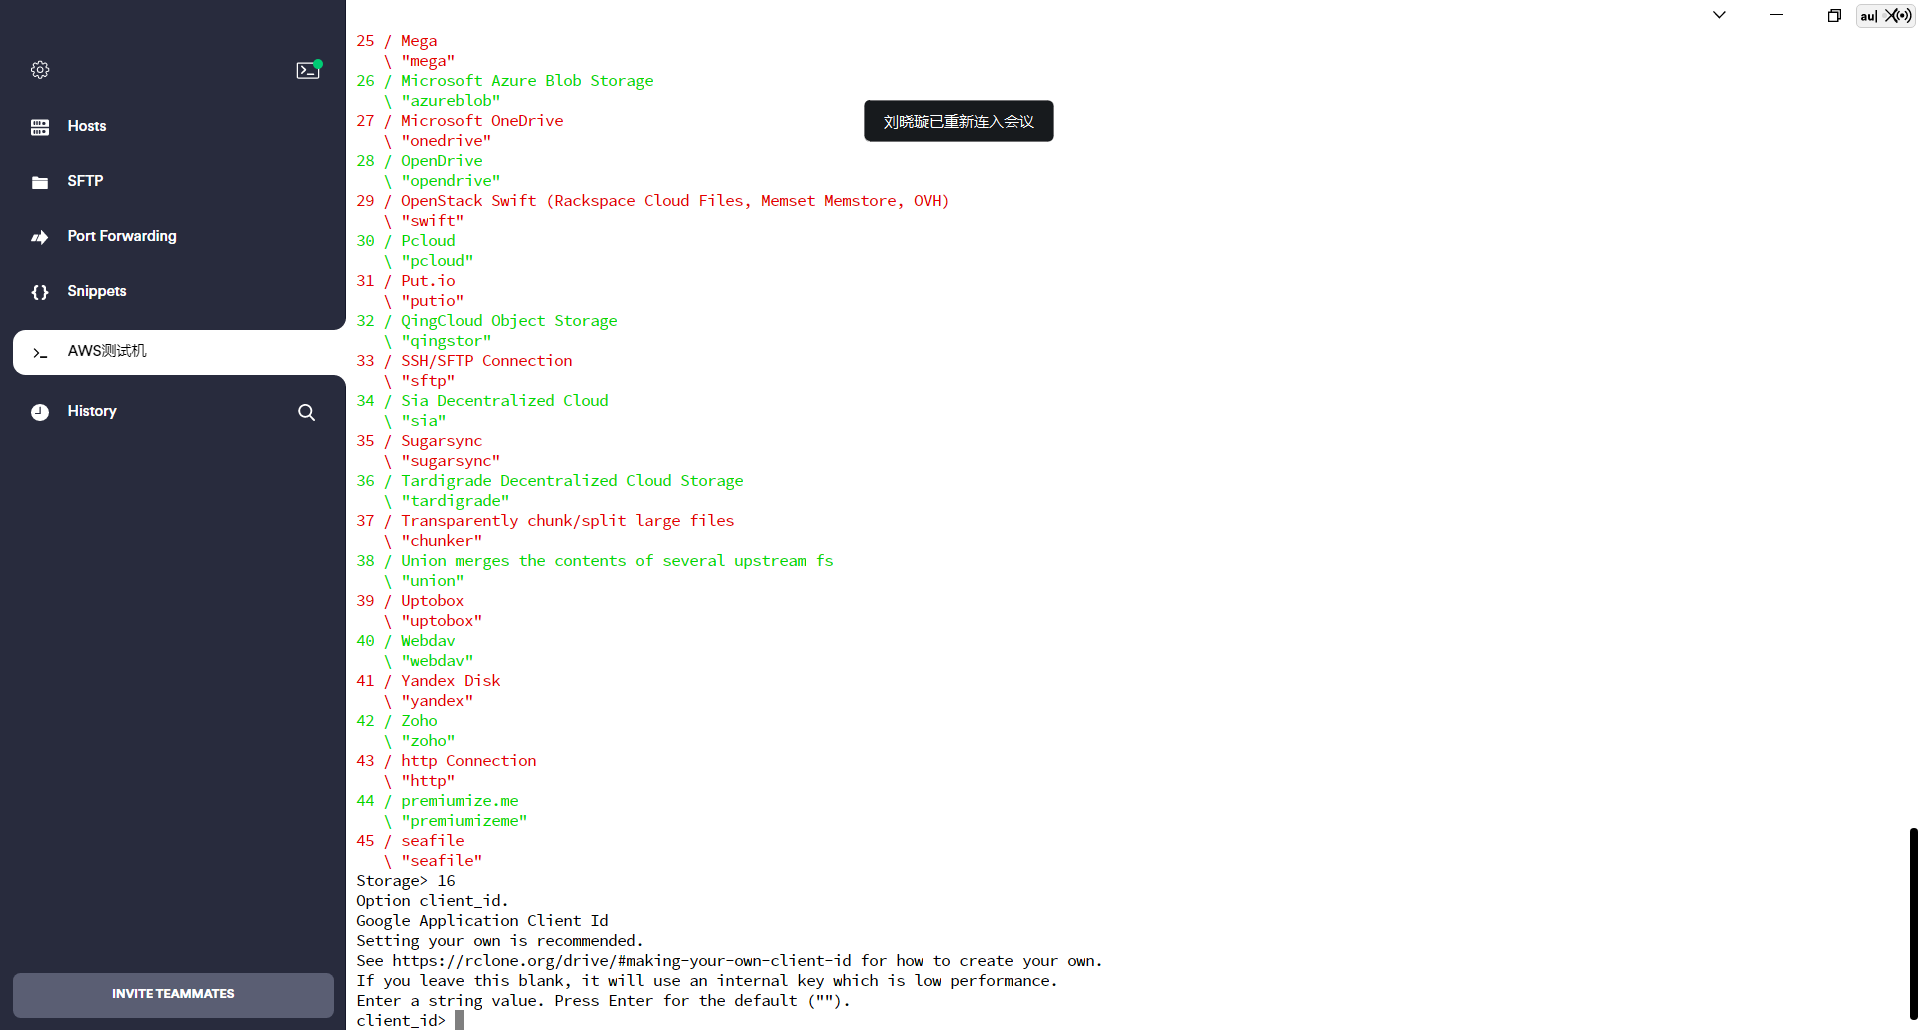 Hosts
SFTP
Port Forwarding
Snippets
AWS测试机
History
INVITE TEAMMATES
刘晓璇已重新连入会议
25 / Mega
\ "mega"
26 / Microsoft Azure Blob Storage
\ "azureblob"
27 / Microsoft OneDrive
\ "onedrive"
28 / OpenDrive
\ "opendrive"
29 / OpenStack Swift (Rackspace Cloud Files, Memset Memstore, OVH)
\ "swift"
30 / Pcloud
\ "pcloud"
31 / Put.io
\ "putio"
32 / QingCloud Object Storage
\ "qingstor"
33 / SSH/SFTP Connection
\ "sftp"
34 / Sia Decentralized Cloud
\ "sia"
35 / Sugarsync
\ "sugarsync"
36 / Tardigrade Decentralized Cloud Storage
\ "tardigrade"
37 / Transparently chunk/split large files
\ "chunker"
38 / Union merges the contents of several upstream fs
\ "union"
39 / Uptobox
\ "uptobox"
40 / Webdav
\ "webdav"
41 / Yandex Disk
\ "yandex"
42 / Zoho
\ "zoho"
43 / http Connection
\ "http"
44 / premiumize.me
\ "premiumizeme"
45 / seafile
\ "seafile"
Storage> 16
Option client_id.
Google Application Client Id
Setting your own is recommended.
See https://rclone.org/drive/#making-your-own-client-id for how to create your own.
If you leave this blank, it will use an internal key which is low performance.
Enter a string value. Press Enter for the default ("").
client_id>
au|